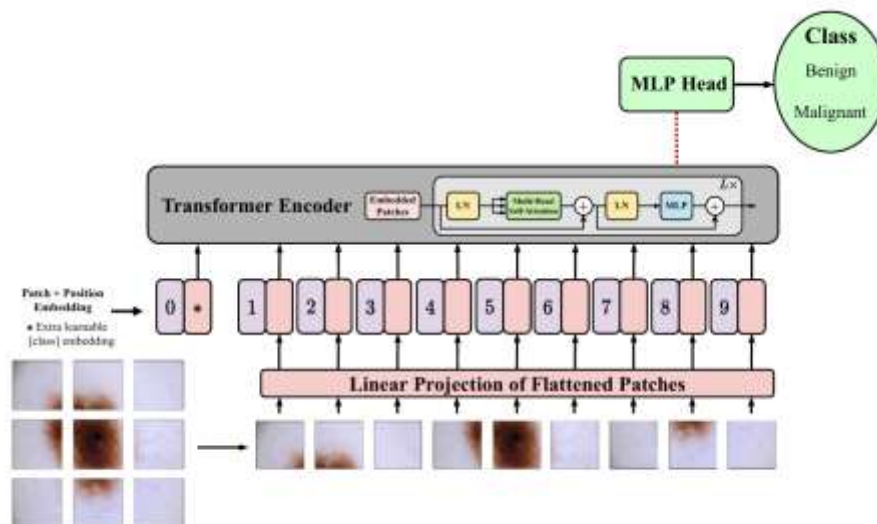 Class
Benign
Malignant
MLP Head
Transformer Encoder
Embedded
Patches
LN
Multi-Head
Self-Attention
+
LN
MLP
+
L×
Patch + Position
Embedding
* Extra learnable
[class] embedding
0 * 1 2 3 4 5 6 7 8 9
Linear Projection of Flattened Patches